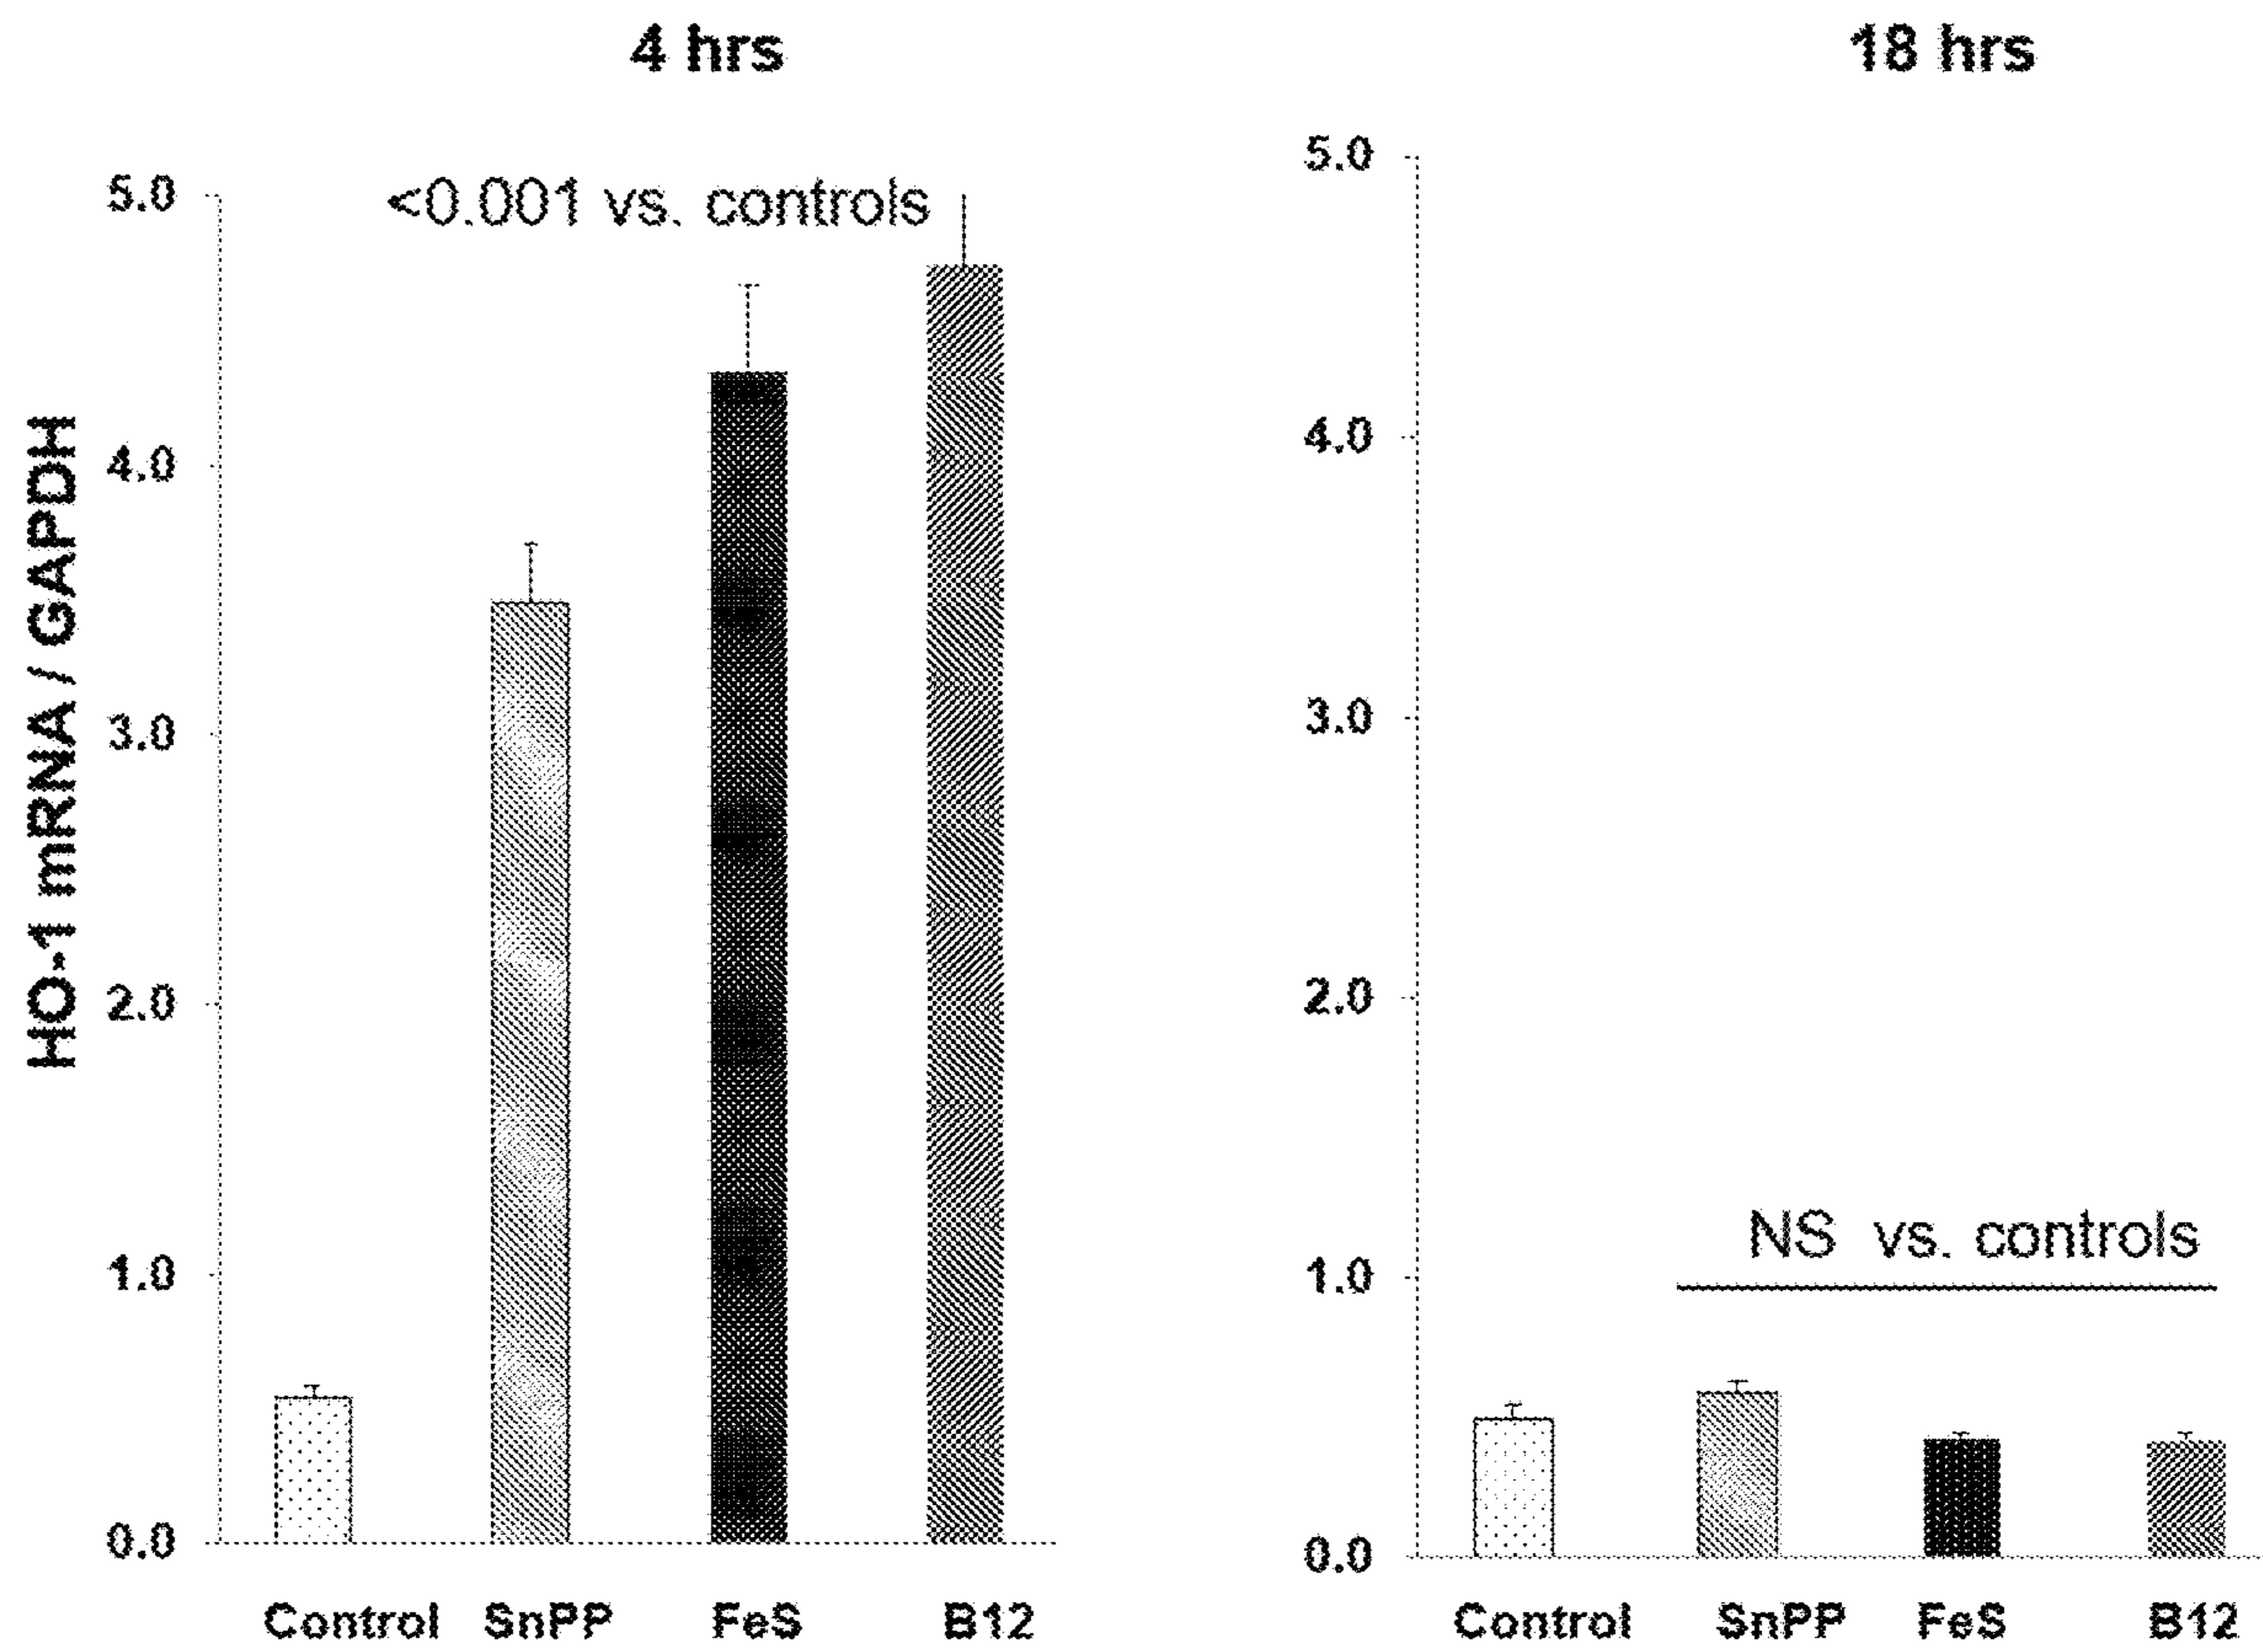 4 hrs
<0.001 vs. controls
HO-1 mRNA / GAPDH
5.0
4.0
3.0
2.0
1.0
0.0
Control SnPP FeS B12
18 hrs
5.0
4.0
3.0
2.0
1.0
0.0
NS vs. controls
Control SnPP FeS B12